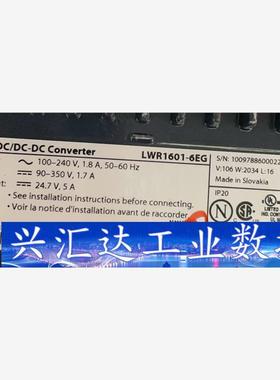 DC/DC-DC Converter LWR1601-6EG
100–240 V, 1.8 A, 50–60 Hz
90–350 V, 1.7 A
24.7 V, 5 A
• See installation instructions before connecting.
• Voir la notice d'installation avant de raccorder.
S/N: 1009788600022
V:106 W:2034 L:16
Made in Slovakia
IP20
N
UL
兴汇达工业数